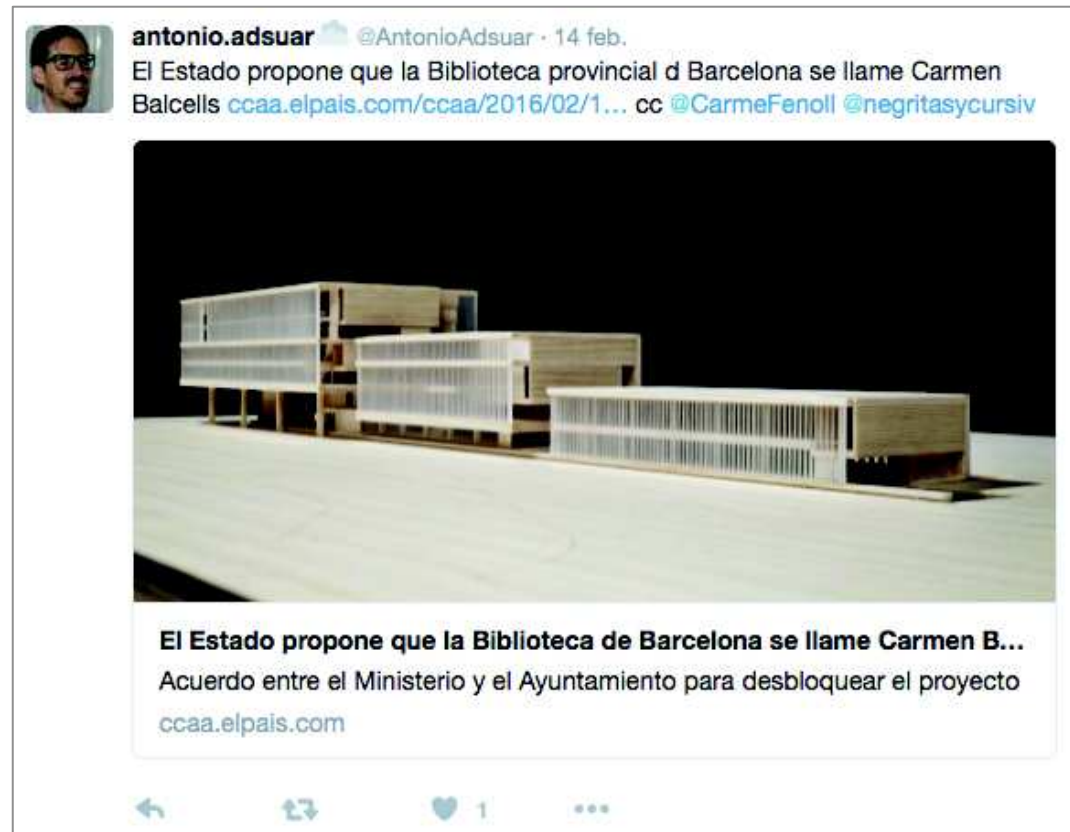 antonio.adsuar @AntonioAdsuar · 14 feb.
El Estado propone que la Biblioteca provincial d Barcelona se llame Carmen
Balcells ccaa.elpais.com/ccaa/2016/02/1… cc @CarmeFenoll @negritasycursiv
El Estado propone que la Biblioteca de Barcelona se llame Carmen B...
Acuerdo entre el Ministerio y el Ayuntamiento para desbloquear el proyecto
ccaa.elpais.com
1